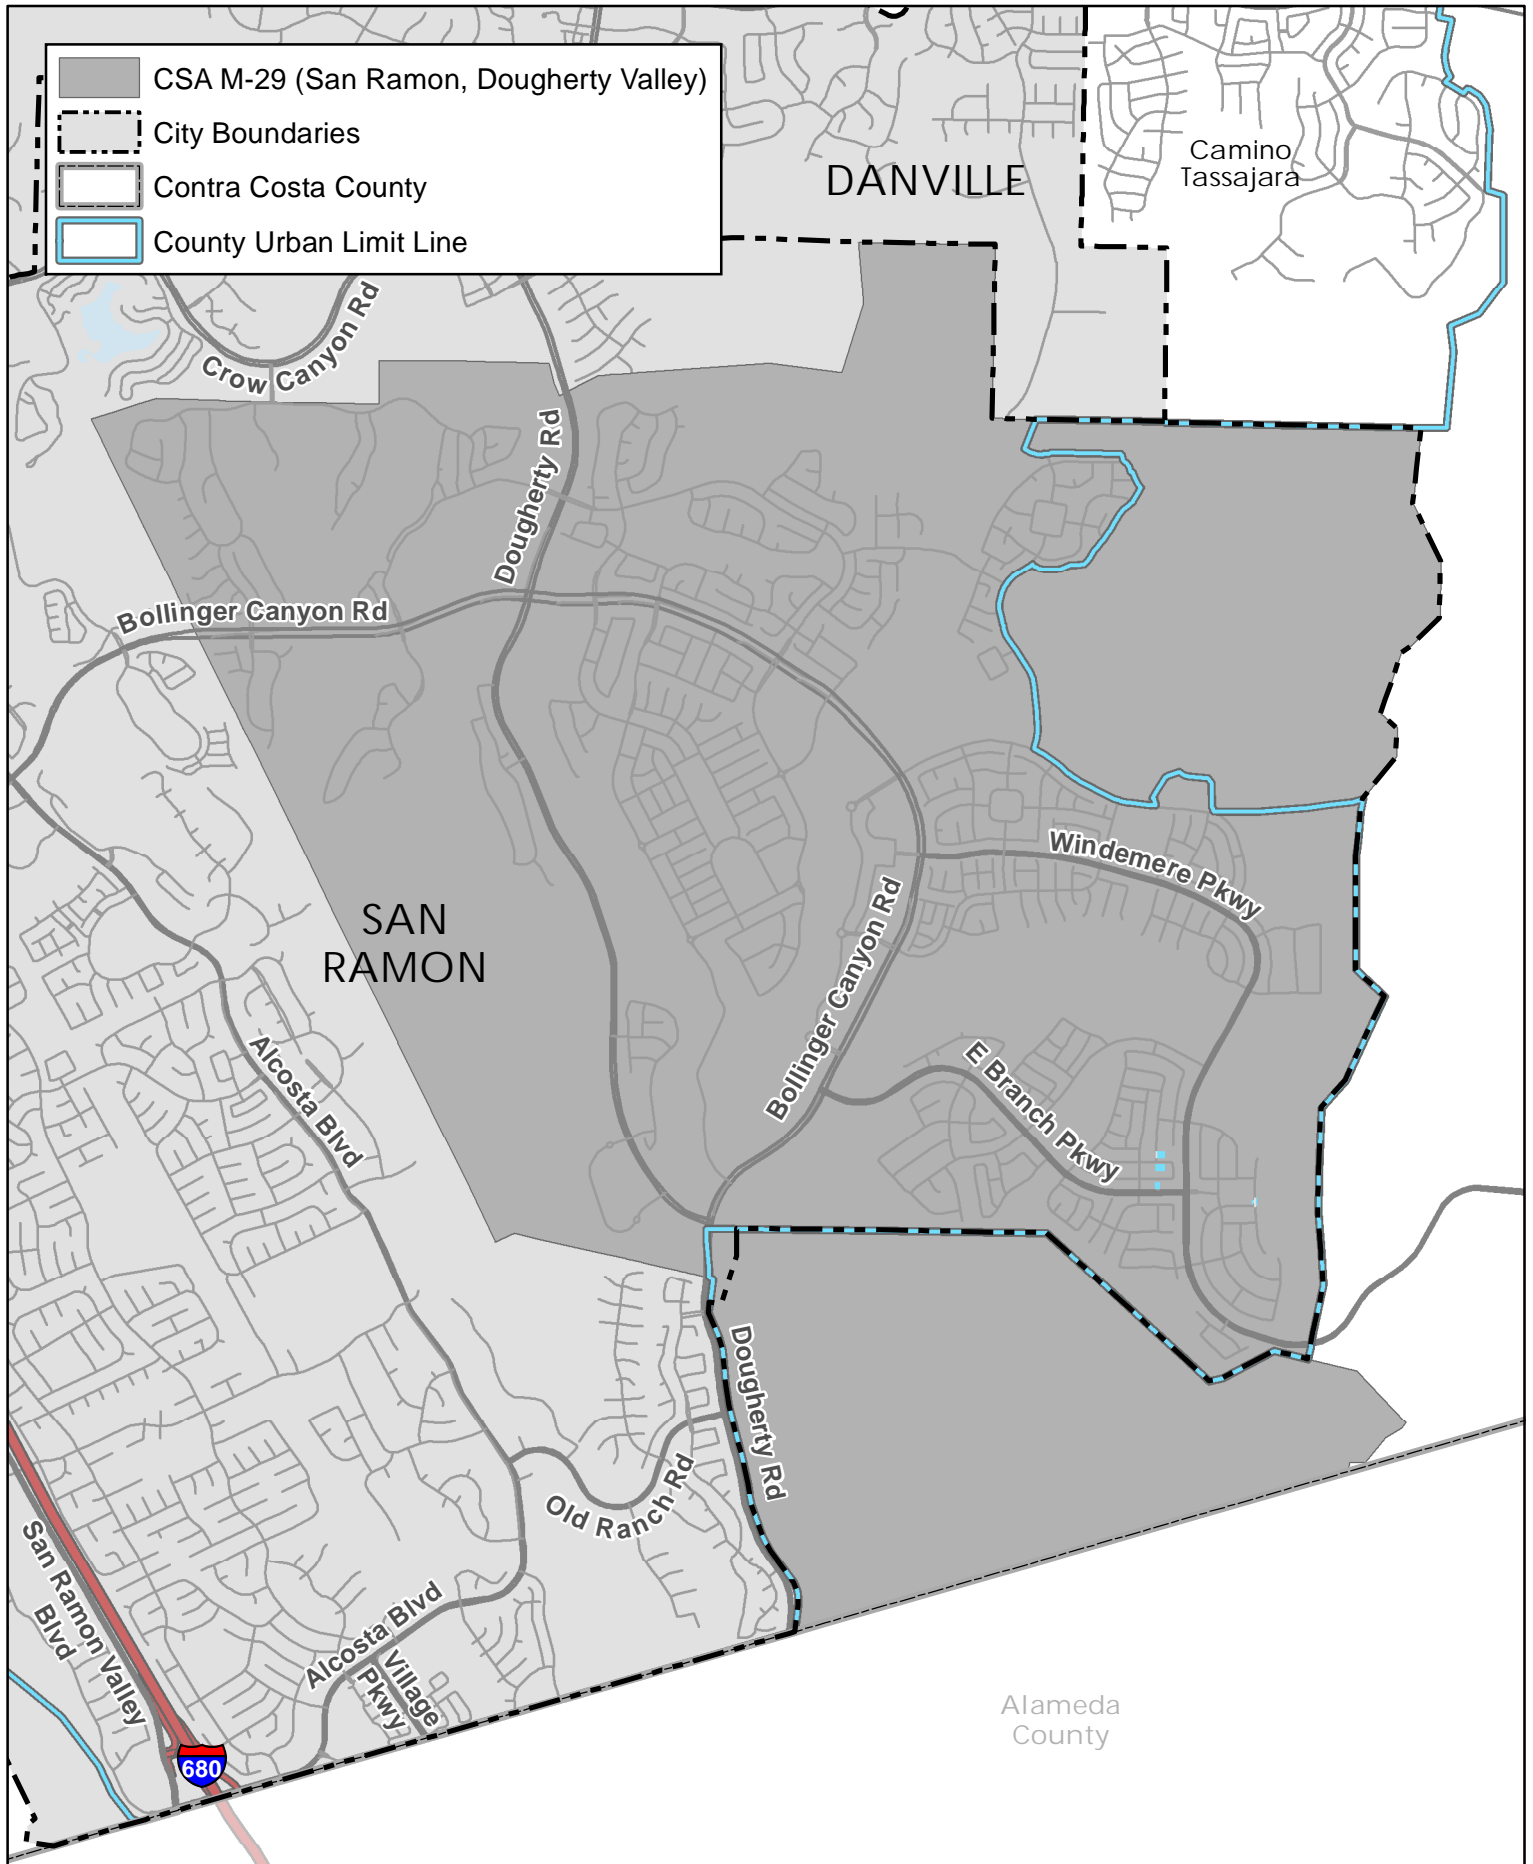 CSA M-29 (San Ramon, Dougherty Valley)
City Boundaries
Contra Costa County
County Urban Limit Line
DANVILLE
Camino
Tassajara
Crow Canyon Rd
Dougherty Rd
Bollinger Canyon Rd
Windemere Pkwy
SAN
RAMON
Bollinger Canyon Rd
E Branch Pkwy
Alcosta Blvd
Dougherty Rd
Old Ranch Rd
San Ramon Valley
Blvd
Alcosta Blvd
Village
Pkwy
Alameda
County
680